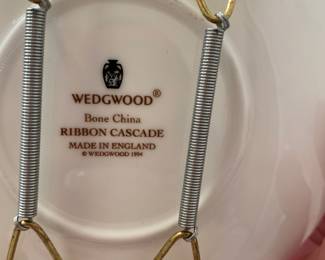 WEDGWOOD®
Bone China
RIBBON CASCADE
MADE IN ENGLAND
© WEDGWOOD 1994